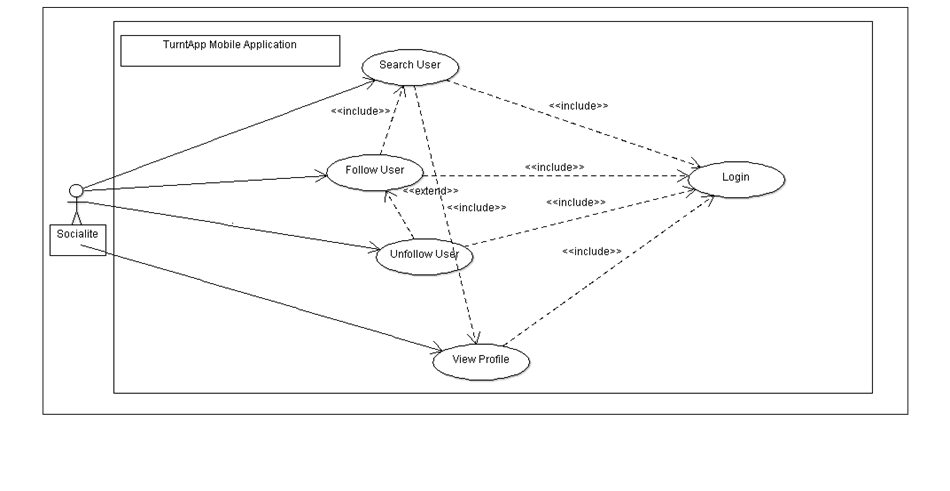 TurntApp Mobile Application
Search User
<<include>>
<<include>>
Follow User
<<include>>
Login
<<extend>>
<<include>>
<<include>>
Socialite
Unfollow User
<<include>>
View Profile